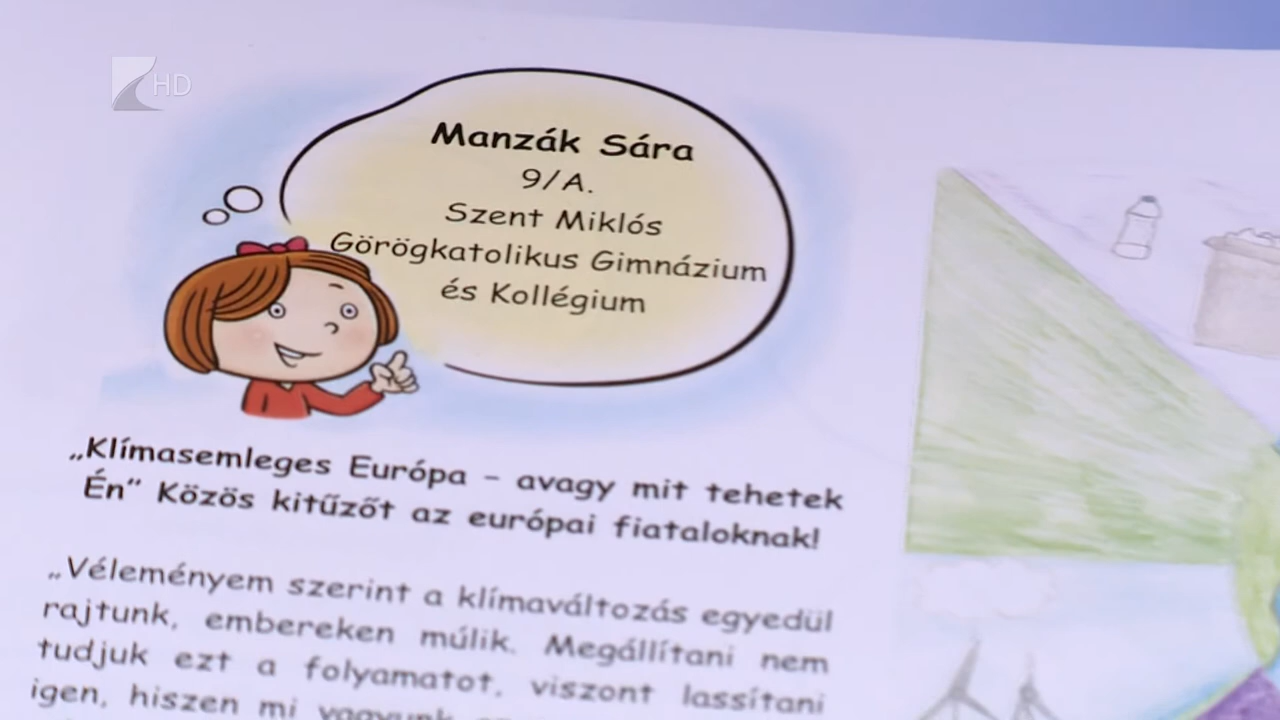 HD
Manzák Sára
9/A.
Szent Miklós
Görögkatolikus Gimnázium
és Kollégium
„Klímasemleges Európa - avagy mit tehetek
Én" Közös kitűzőt az európai fiataloknak!
„Véleményem szerint a klímaváltozás egyedül
rajtunk, embereken múlik. Megállítani nem
tudjuk ezt a folyamatot, viszont lassítani
igen, hiszen mi vagyunk